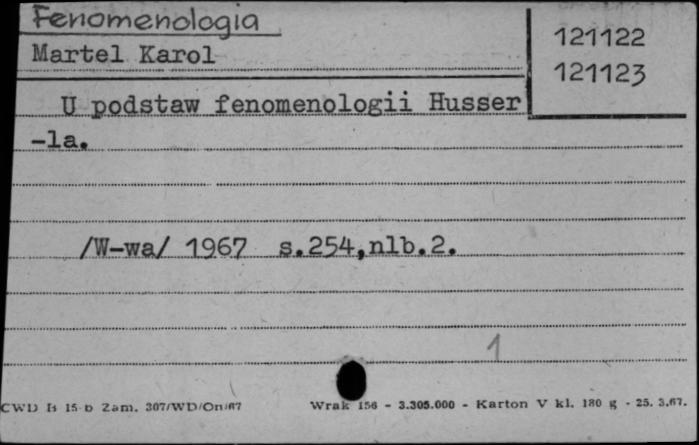 Fenomenologia
121122
Martel Karol
121123
U podstaw fenomenologii Husser
-la.
/W-wa/ 1967 s.254,nlb.2.
1
CWD Is 15-b Zam. 307/WD/On/67 Wrak 156 - 3.305.000 - Karton V kl. 180 g - 25. 3.67.